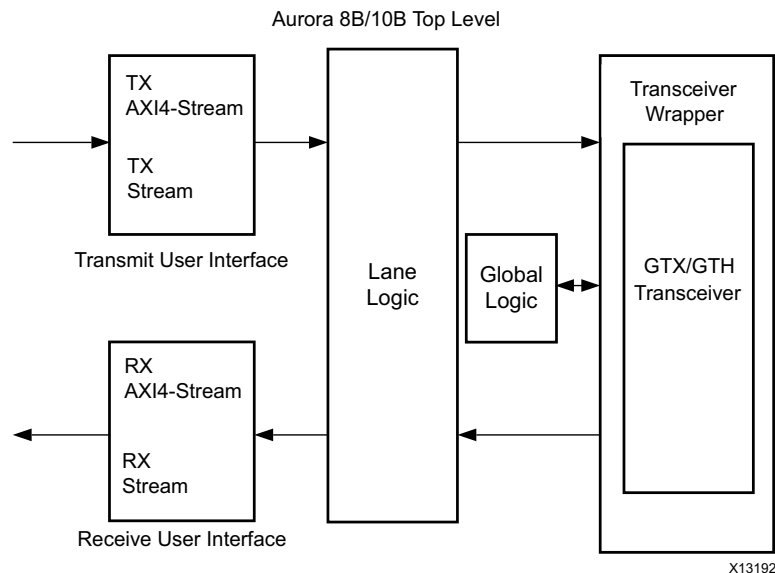 Aurora 8B/10B Top Level
TX
AXI4-Stream
TX
Stream
Transmit User Interface
Lane
Logic
Global
Logic
Transceiver
Wrapper
GTX/GTH
Transceiver
RX
AXI4-Stream
RX
Stream
Receive User Interface
X13192